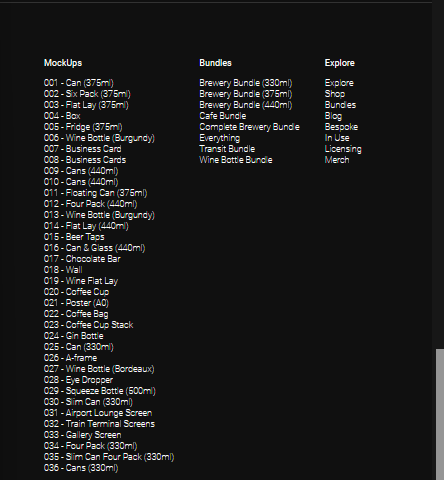 MockUps
001 - Can (375ml)
002 - Six Pack (375ml)
003 - Flat Lay (375ml)
004 - Box
005 - Fridge (375ml)
006 - Wine Bottle (Burgundy)
007 - Business Card
008 - Business Cards
009 - Cans (440ml)
010 - Cans (440ml)
011 - Floating Can (375ml)
012 - Four Pack (440ml)
013 - Wine Bottle (Burgundy)
014 - Flat Lay (440ml)
015 - Beer Taps
016 - Can & Glass (440ml)
017 - Chocolate Bar
018 - Wall
019 - Wine Flat Lay
020 - Coffee Cup
021 - Poster (A0)
022 - Coffee Bag
023 - Coffee Cup Stack
024 - Gin Bottle
025 - Can (330ml)
026 - A-frame
027 - Wine Bottle (Bordeaux)
028 - Eye Dropper
029 - Squeeze Bottle (500ml)
030 - Slim Can (330ml)
031 - Airport Lounge Screen
032 - Train Terminal Screens
033 - Gallery Screen
034 - Four Pack (330ml)
035 - Slim Can Four Pack (330ml)
036 - Cans (330ml)
Bundles
Brewery Bundle (330ml)
Brewery Bundle (375ml)
Brewery Bundle (440ml)
Cafe Bundle
Complete Brewery Bundle
Everything
Transit Bundle
Wine Bottle Bundle
Explore
Explore
Shop
Bundles
Blog
Bespoke
In Use
Licensing
Merch